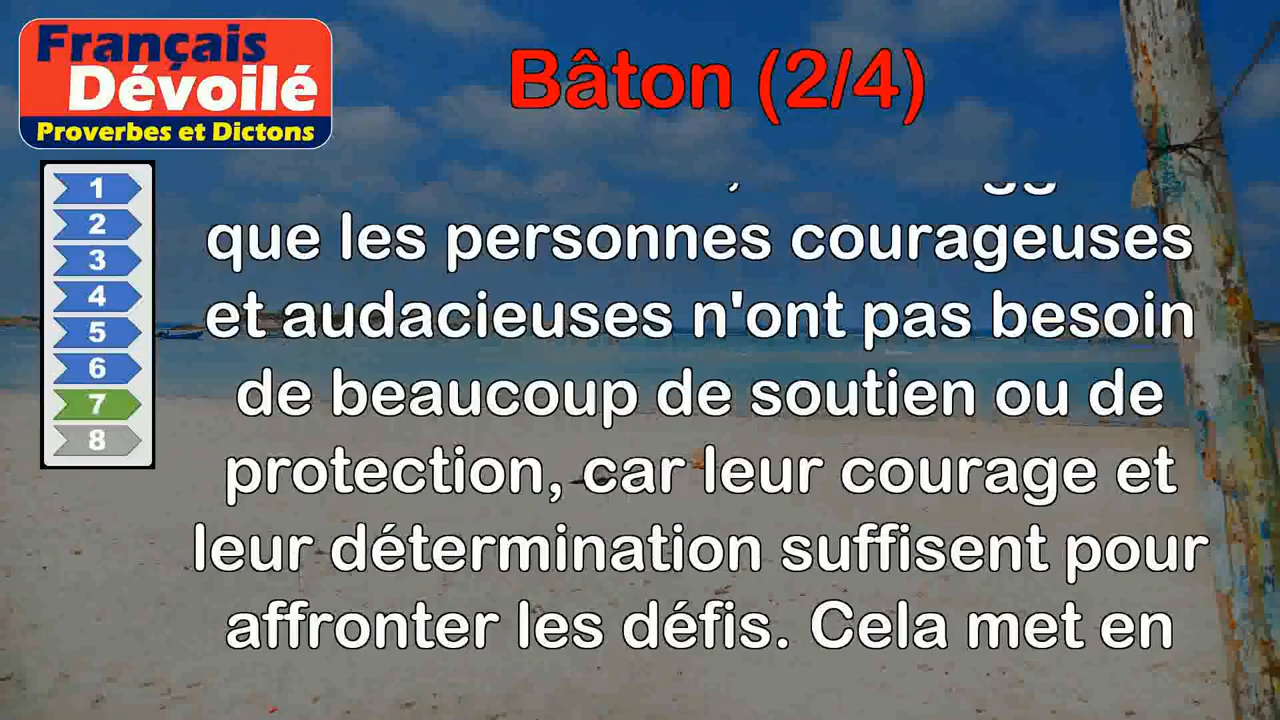 Français
Dévoilé
Proverbes et Dictons
Bâton (2/4)
1
2
3
4
5
6
7
8
que les personnes courageuses
et audacieuses n'ont pas besoin
de beaucoup de soutien ou de
protection, car leur courage et
leur détermination suffisent pour
affronter les défis. Cela met en